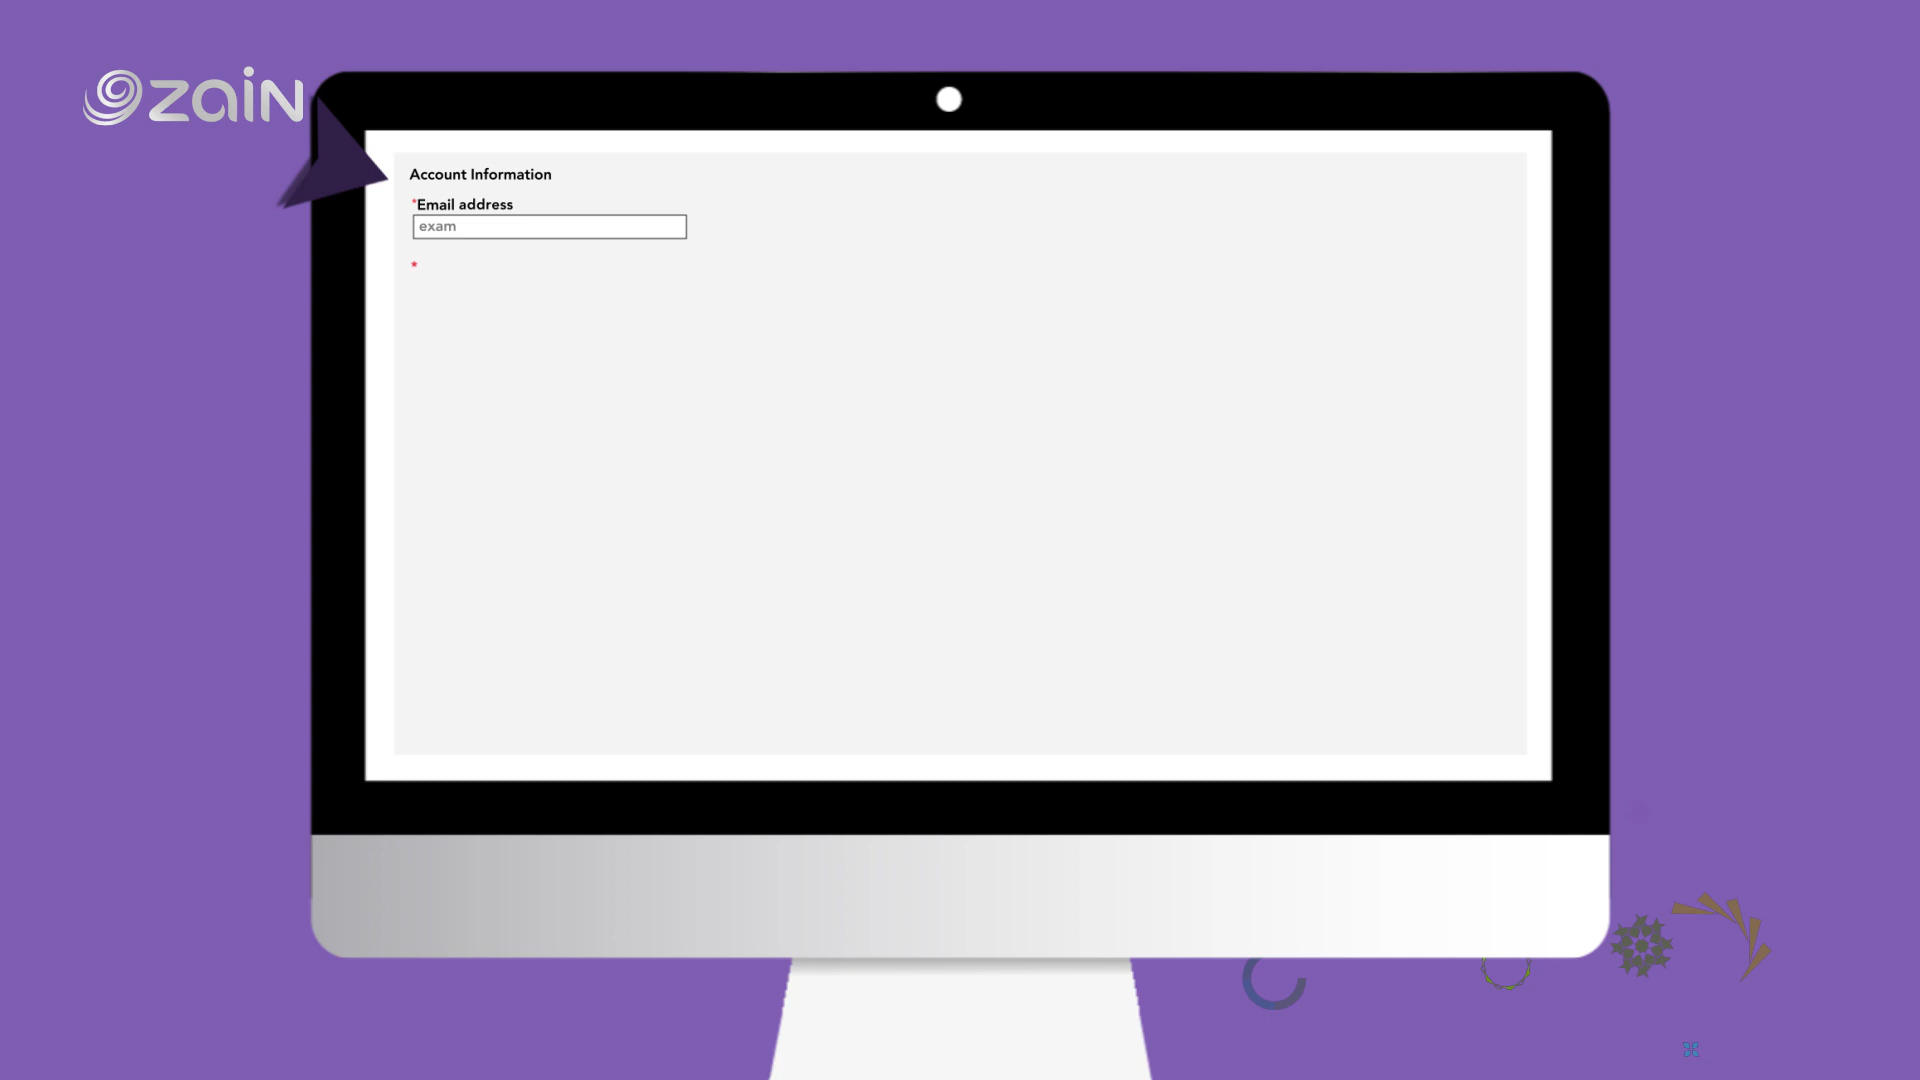 zain
Account Information
*Email address
exam
*